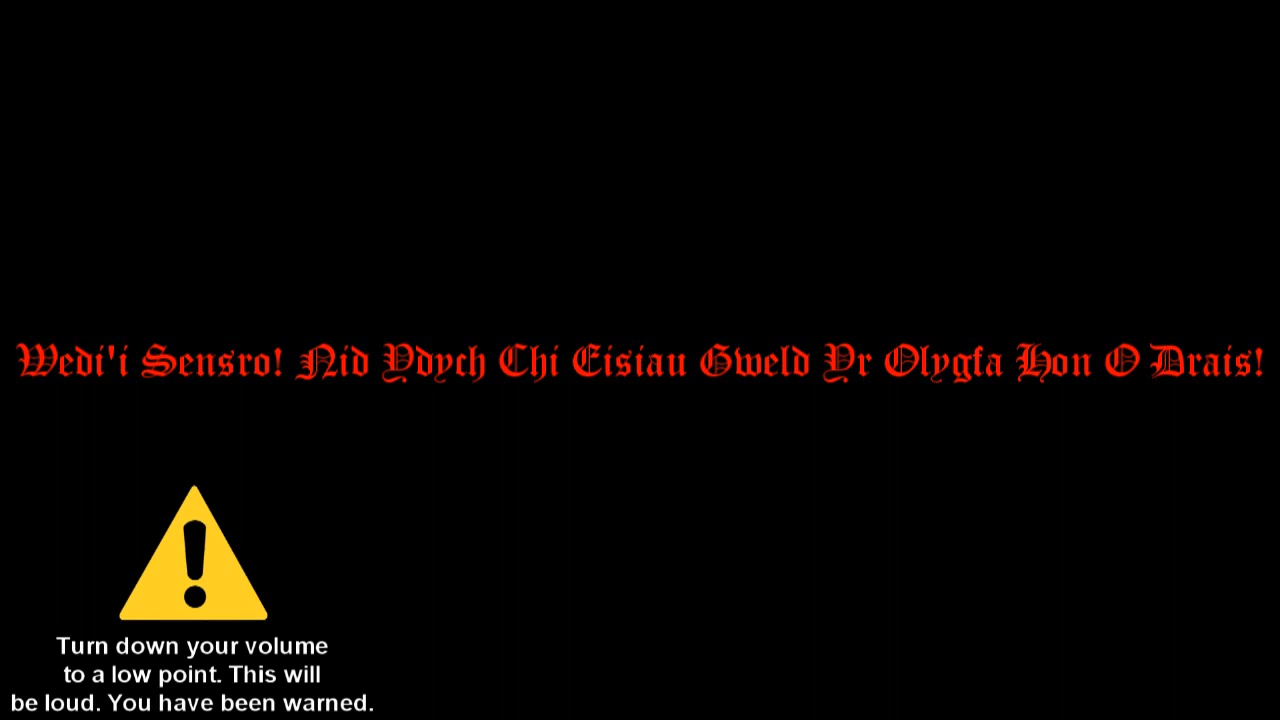 Wedi'i Sensro! Nid Ydych Chi Eisiau Gweld Yr Olygfa Hon O Drais!
Turn down your volume
to a low point. This will
be loud. You have been warned.